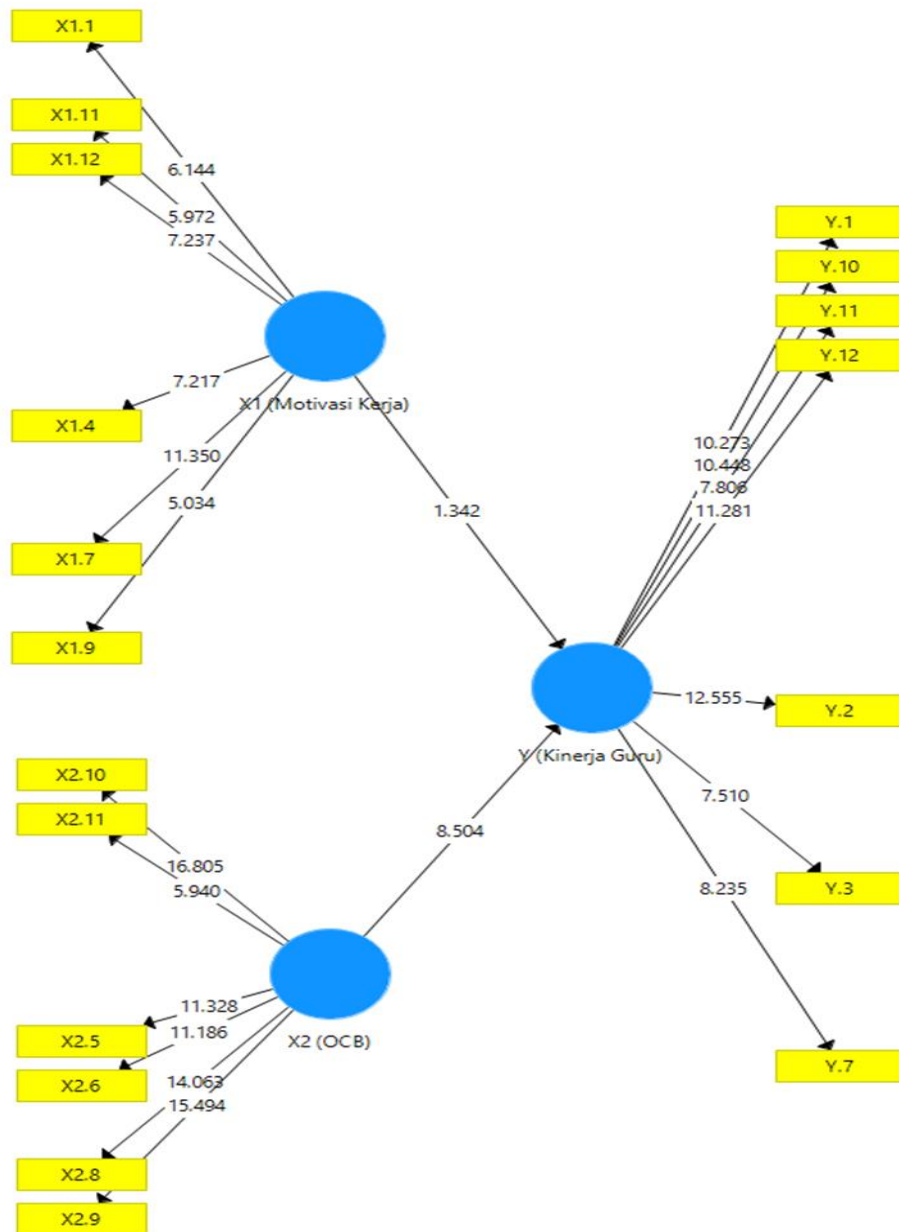 X1.1
X1.11
X1.12
6.144
5.972
7.237
7.217
X1 (Motivasi Kerja)
X1.4
11.350
5.034
X1.7
X1.9
1.342
Y.1
Y.10
Y.11
Y.12
10.273
10.448
7.806
11.281
12.555
Y.2
Y (Kinerja Guru)
7.510
Y.3
8.235
Y.7
X2.10
X2.11
16.805
5.940
8.504
11.328
11.186
X2 (OCB)
X2.5
X2.6
14.063
15.494
X2.8
X2.9